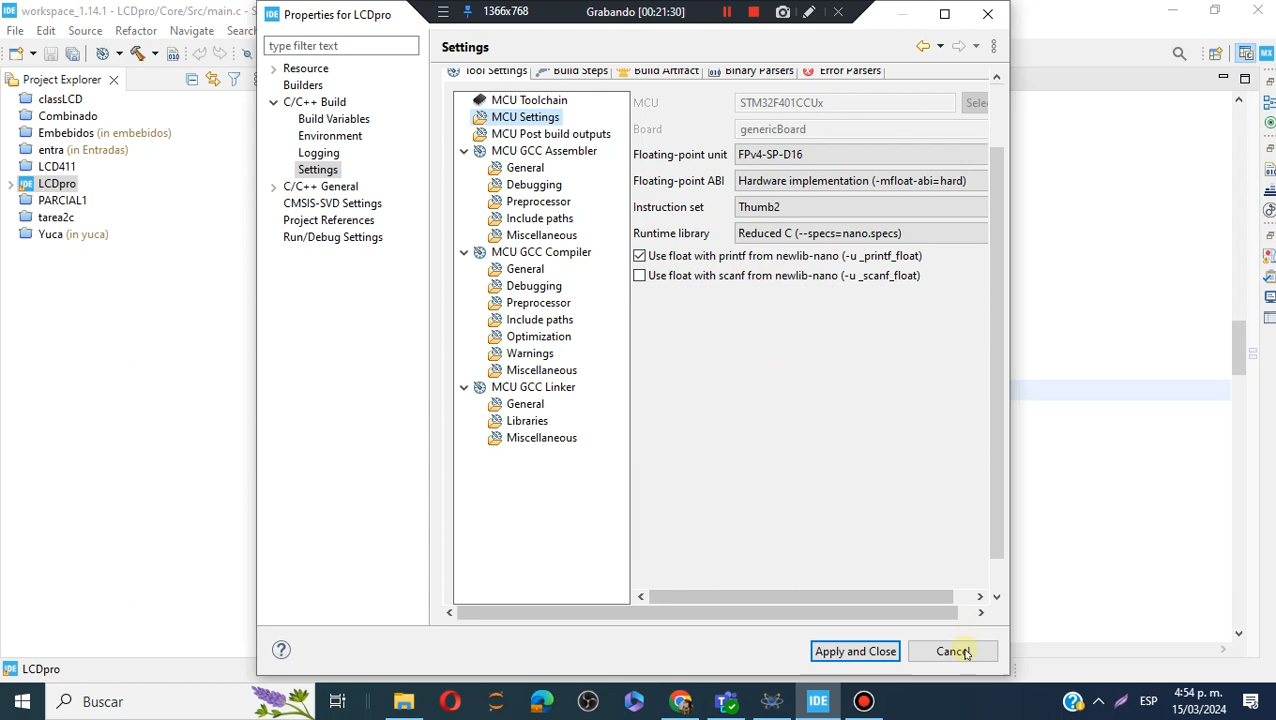 IDE workspace_1.14.1 - LCDpro/Core/Src/main.c
File Edit Source Refactor Navigate Searc
Project Explorer
classLCD
Combinado
Embebidos (in embebidos)
entra (in Entradas)
LCD411
LCDpro
PARCIAL1
tarea2c
Yuca (in yuca)
IDE Properties for LCDpro
1366x768 Grabando [00:21:30]
type filter text
Resource
Builders
C/C++ Build
Build Variables
Environment
Logging
Settings
C/C++ General
CMSIS-SVD Settings
Project References
Run/Debug Settings
Settings
Tool Settings Build Steps Build Artifact Binary Parsers Error Parsers
MCU Toolchain
MCU Settings
MCU Post build outputs
MCU GCC Assembler
General
Debugging
Preprocessor
Include paths
Miscellaneous
MCU GCC Compiler
General
Debugging
Preprocessor
Include paths
Optimization
Warnings
Miscellaneous
MCU GCC Linker
General
Libraries
Miscellaneous
MCU STM32F401CCUx Selec
Board genericBoard
Floating-point unit FPv4-SP-D16
Floating-point ABI Hardware implementation (-mfloat-abi=hard)
Instruction set Thumb2
Runtime library Reduced C (--specs=nano.specs)
Use float with printf from newlib-nano (-u _printf_float)
Use float with scanf from newlib-nano (-u _scanf_float)
Apply and Close Cancel
MX
LCDpro
Buscar
IDE
ESP
4:54 p. m.
15/03/2024